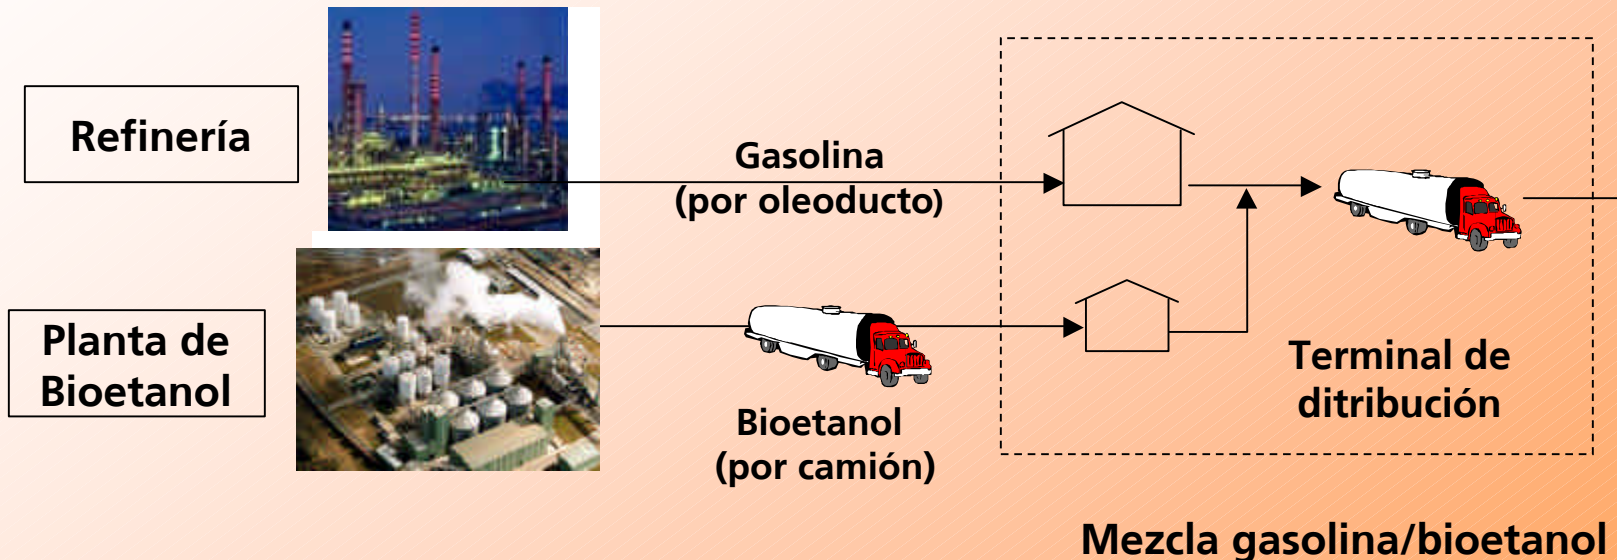 Refinería
Gasolina
(por oleoducto)
Planta de
Bioetanol
Bioetanol
(por camión)
Terminal de
ditribución
Mezcla gasolina/bioetanol